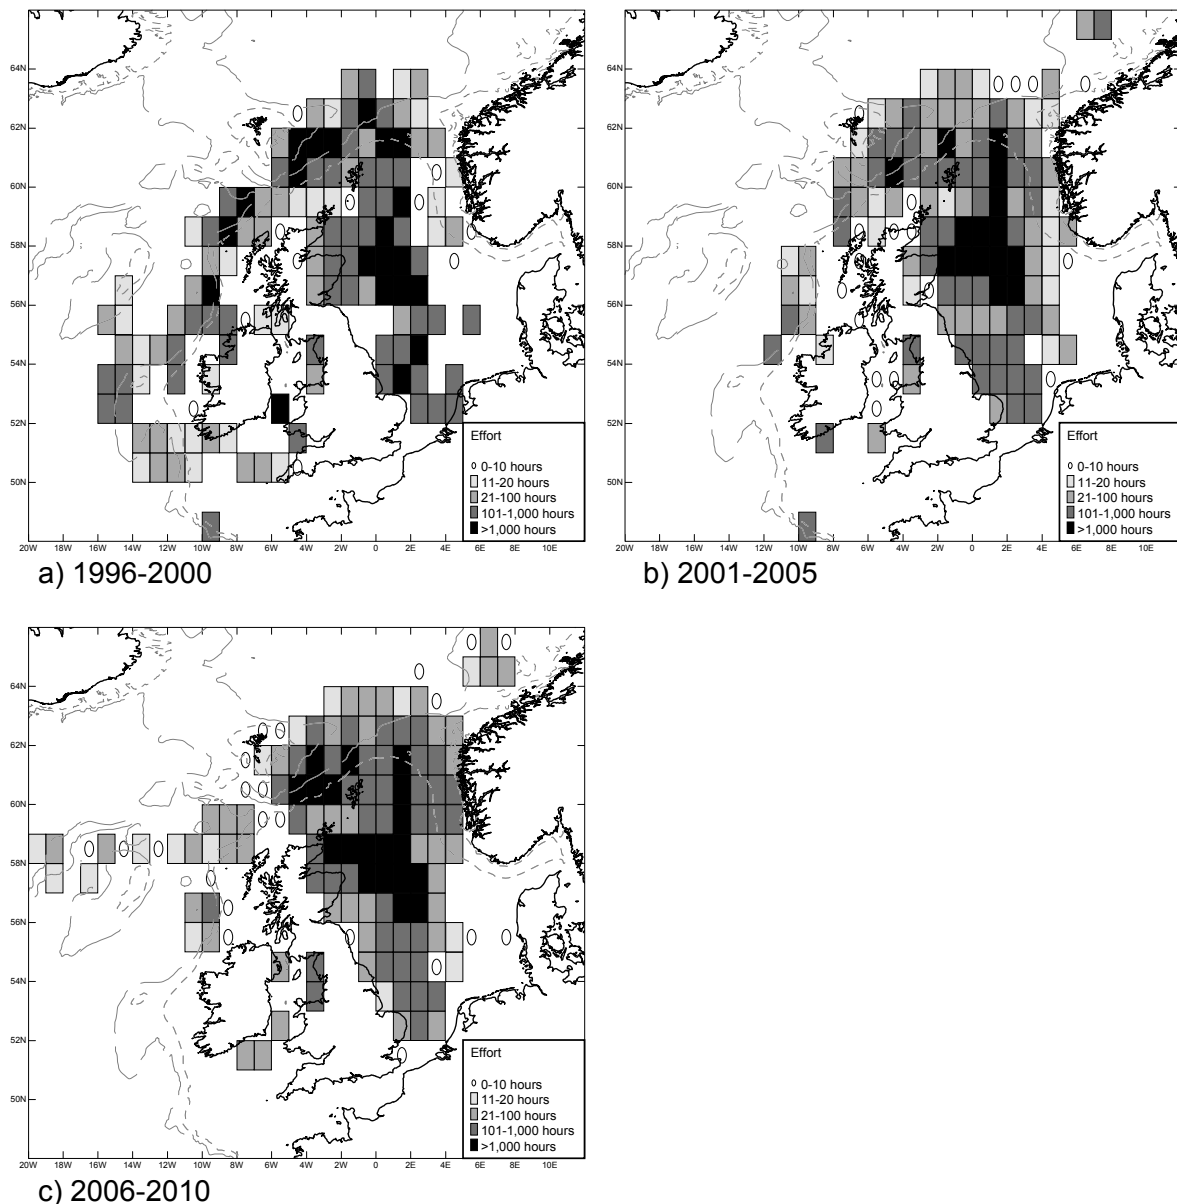 64N
62N
60N
58N
56N
54N
52N
50N
Effort
0-10 hours
11-20 hours
21-100 hours
101-1,000 hours
>1,000 hours
20W 18W 16W 14W 12W 10W 8W 6W 4W 2W 0 2E 4E 6E 8E 10E
a) 1996-2000
64N
62N
60N
58N
56N
54N
52N
50N
Effort
0-10 hours
11-20 hours
21-100 hours
101-1,000 hours
>1,000 hours
20W 18W 16W 14W 12W 10W 8W 6W 4W 2W 0 2E 4E 6E 8E 10E
b) 2001-2005
64N
62N
60N
58N
56N
54N
52N
50N
Effort
0-10 hours
11-20 hours
21-100 hours
101-1,000 hours
>1,000 hours
20W 18W 16W 14W 12W 10W 8W 6W 4W 2W 0 2E 4E 6E 8E 10E
c) 2006-2010